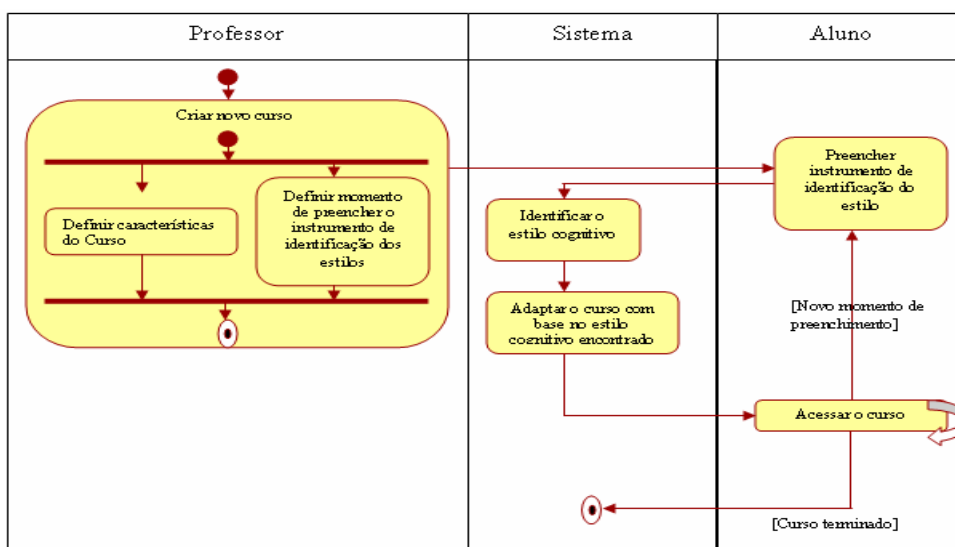 Professor
Sistema
Aluno
Criar novo curso
Definir características
do Curso
Definir momento
de preencher o
instrumento de
identificação dos
estilos
Identificar o
estilo cognitivo
Adaptar o curso com
base no estilo
cognitivo encontrado
Preencher
instrumento de
identificação do
estilo
[Novo momento de
preenchimento]
Acessar o curso
[Curso terminado]